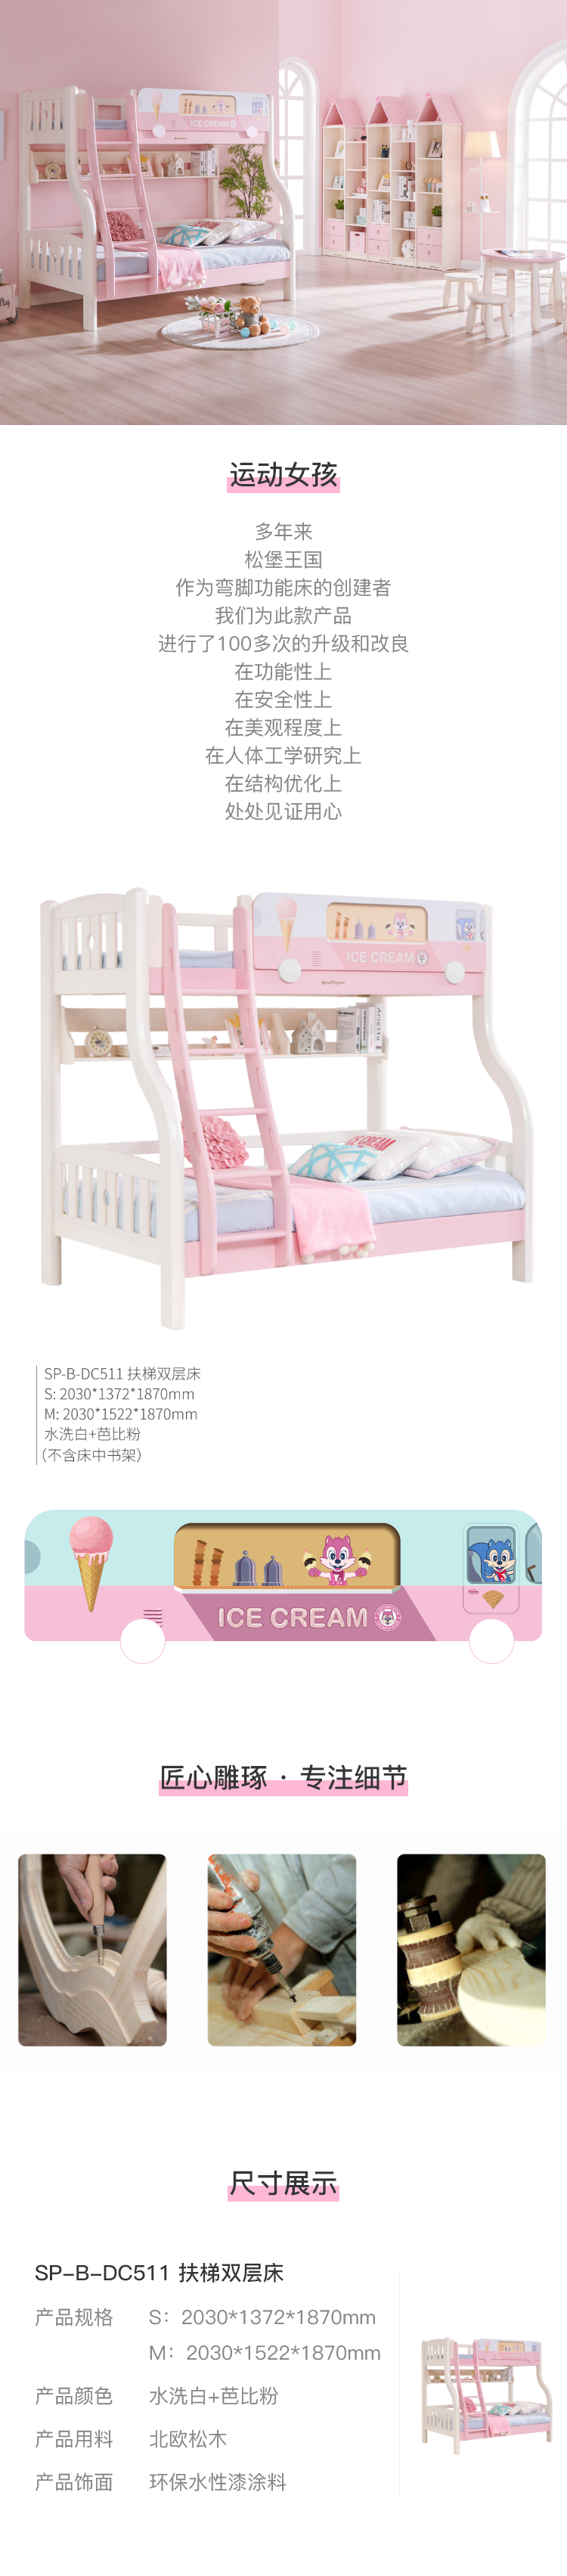 ICE CREAM
运动女孩
多年来
松堡王国
作为弯脚功能床的创建者
我们为此款产品
进行了100多次的升级和改良
在功能性上
在安全性上
在美观程度上
在人体工学研究上
在结构优化上
处处见证用心
ICE CREAM
Arletta
ICE CREAM
SP-B-DC511 扶梯双层床
S: 2030*1372*1870mm
M: 2030*1522*1870mm
水洗白+芭比粉
（不含床中书架）
ICE CREAM
匠心雕琢 · 专注细节
尺寸展示
SP-B-DC511 扶梯双层床
产品规格 S：2030*1372*1870mm
M：2030*1522*1870mm
产品颜色 水洗白+芭比粉
产品用料 北欧松木
产品饰面 环保水性漆涂料